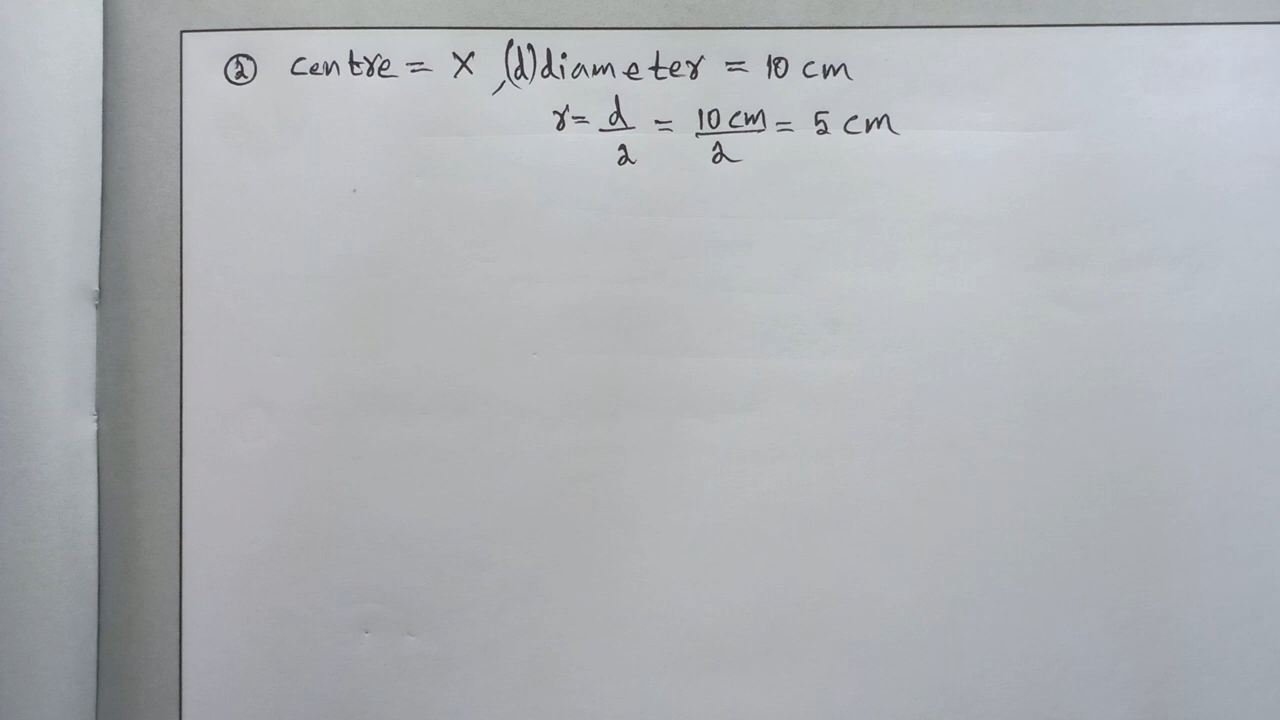 ② centre = X, (d) diameter = 10 cm
r = d/2 = 10 cm/2 = 5 cm